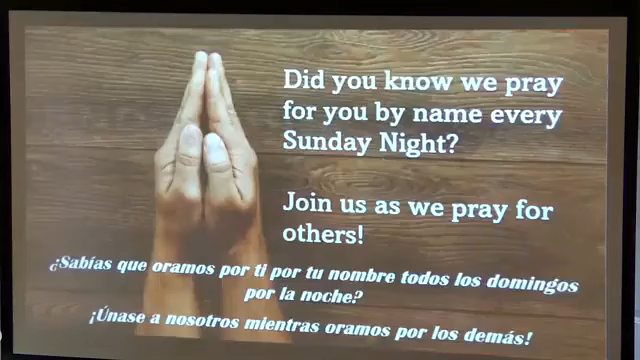 Did you know we pray
for you by name every
Sunday Night?
Join us as we pray for
others!
¿Sabías que oramos por ti por tu nombre todos los domingos
por la noche?
¡Únase a nosotros mientras oramos por los demás!